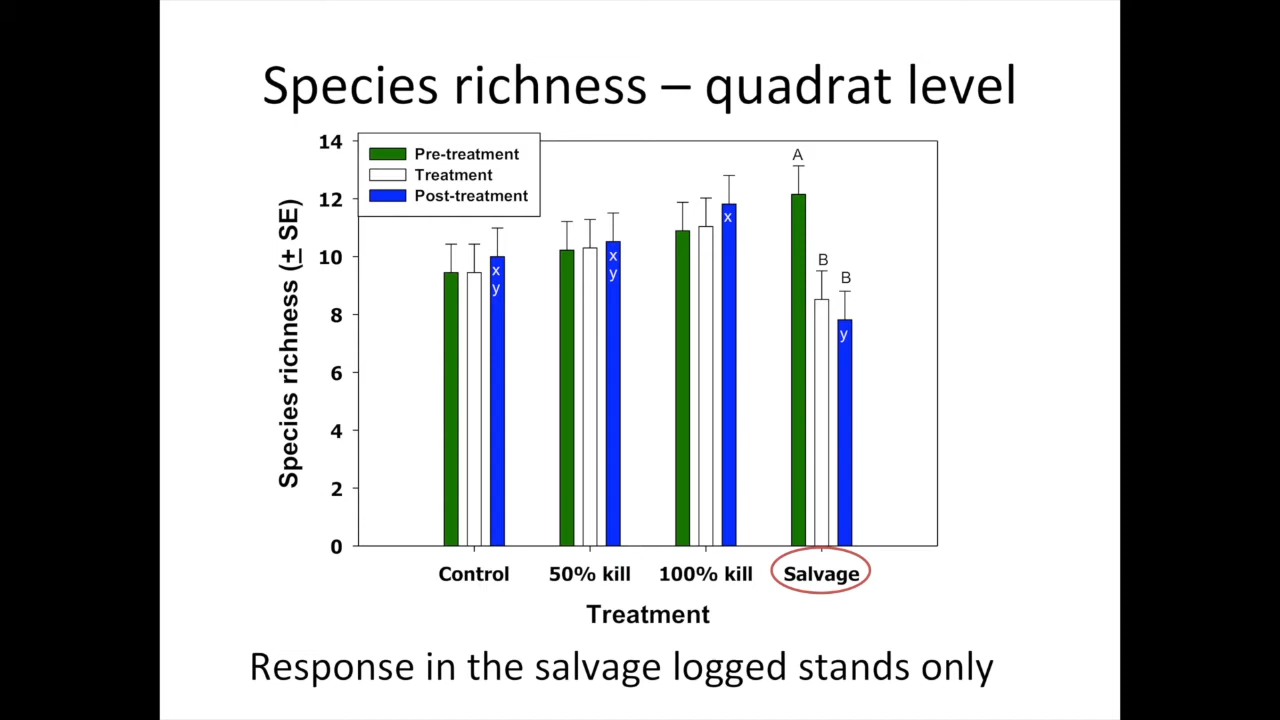 Species richness – quadrat level
Pre-treatment
Treatment
Post-treatment
Species richness (± SE)
14
12
10
8
6
4
2
0
x
y
x
y
x
A
B
B
y
Control 50% kill 100% kill Salvage
Treatment
Response in the salvage logged stands only